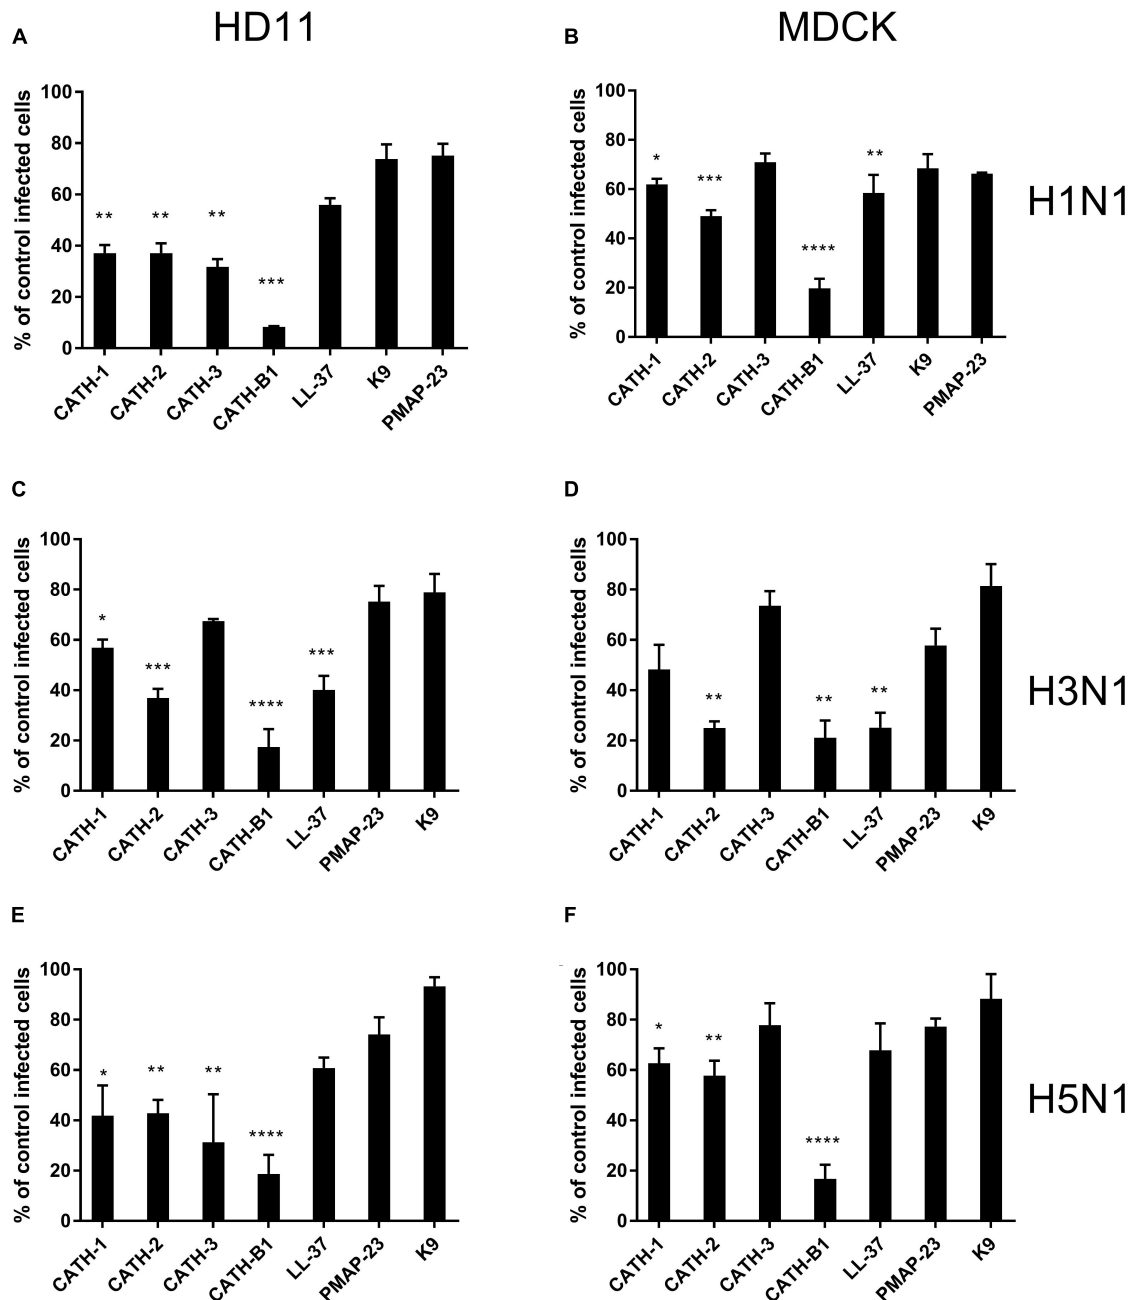 HD11
MDCK
A
% of control infected cells
100
80
60
40
20
0
** ** ** ***
CATH-1 CATH-2 CATH-3 CATH-B1 LL-37 K9 PMAP-23
B
% of control infected cells
100
80
60
40
20
0
* *** **** **
CATH-1 CATH-2 CATH-3 CATH-B1 LL-37 K9 PMAP-23
H1N1
C
% of control infected cells
100
80
60
40
20
0
* *** **** ***
CATH-1 CATH-2 CATH-3 CATH-B1 LL-37 PMAP-23 K9
D
% of control infected cells
100
80
60
40
20
0
** ** **
CATH-1 CATH-2 CATH-3 CATH-B1 LL-37 PMAP-23 K9
H3N1
E
% of control infected cells
100
80
60
40
20
0
* ** ** ****
CATH-1 CATH-2 CATH-3 CATH-B1 LL-37 PMAP-23 K9
F
% of control infected cells
100
80
60
40
20
0
* ** ****
CATH-1 CATH-2 CATH-3 CATH-B1 LL-37 PMAP-23 K9
H5N1